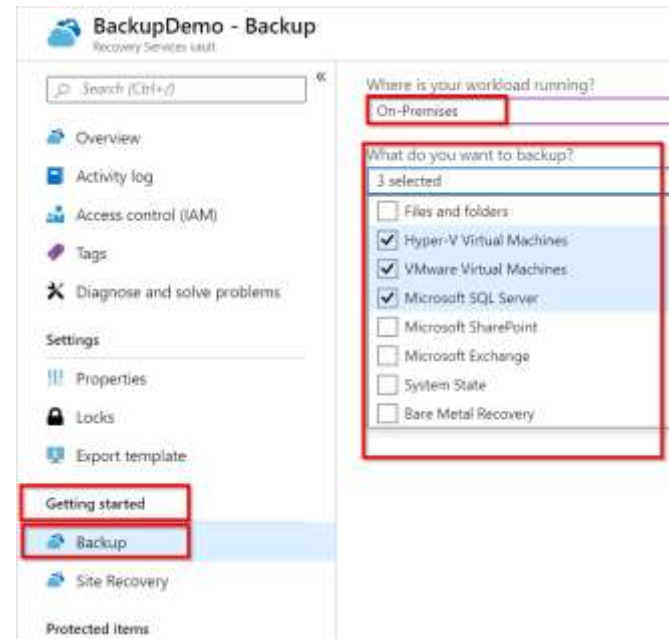 BackupDemo - Backup
Recovery Services vault
Search (Ctrl+/)
«
Overview
Activity log
Access control (IAM)
Tags
Diagnose and solve problems
Settings
Properties
Locks
Export template
Getting started
Backup
Site Recovery
Protected items
Where is your workload running?
On-Premises
What do you want to backup?
3 selected
Files and folders
Hyper-V Virtual Machines
VMware Virtual Machines
Microsoft SQL Server
Microsoft SharePoint
Microsoft Exchange
System State
Bare Metal Recovery